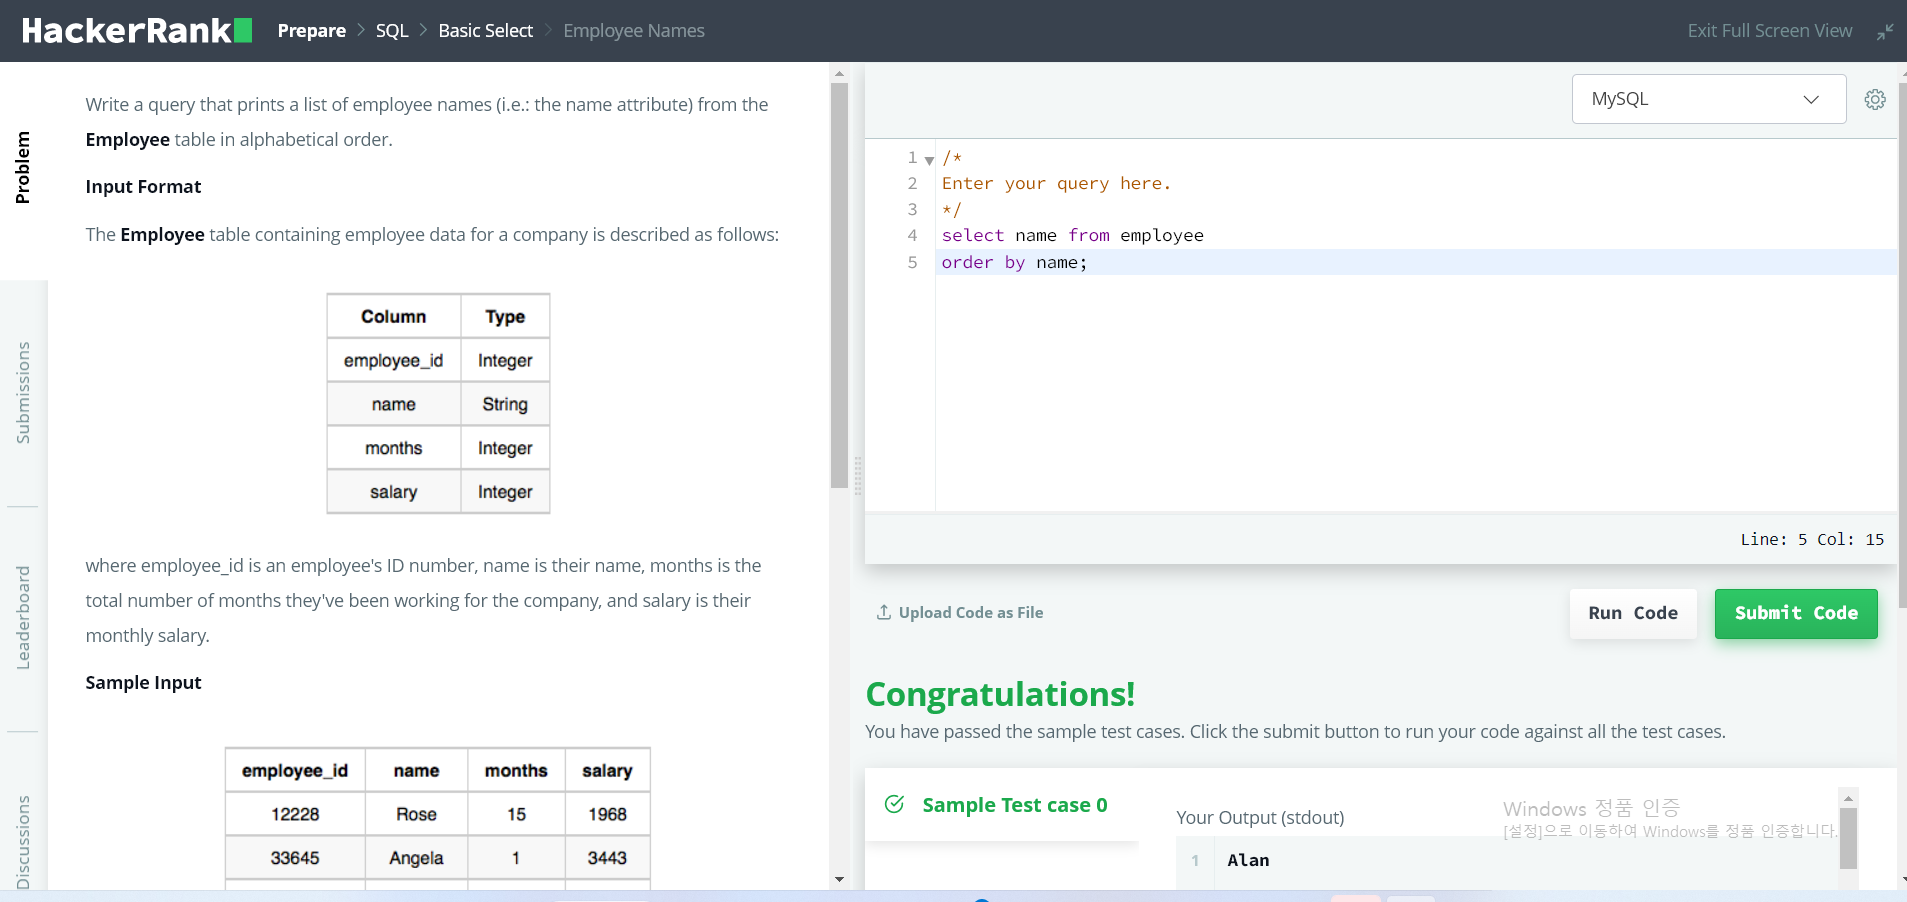 HackerRank Prepare > SQL > Basic Select > Employee Names Exit Full Screen View
Problem
Submissions
Leaderboard
Discussions
Write a query that prints a list of employee names (i.e.: the name attribute) from the
Employee table in alphabetical order.
Input Format
The Employee table containing employee data for a company is described as follows:
Column Type
employee_id Integer
name String
months Integer
salary Integer
where employee_id is an employee's ID number, name is their name, months is the
total number of months they've been working for the company, and salary is their
monthly salary.
Sample Input
employee_id name months salary
12228 Rose 15 1968
33645 Angela 1 3443
MySQL
1 /*
2 Enter your query here.
3 */
4 select name from employee
5 order by name;
Line: 5 Col: 15
Upload Code as File
Run Code
Submit Code
Congratulations!
You have passed the sample test cases. Click the submit button to run your code against all the test cases.
Sample Test case 0
Your Output (stdout)
1 Alan
Windows 정품 인증
[설정]으로 이동하여 Windows를 정품 인증합니다.